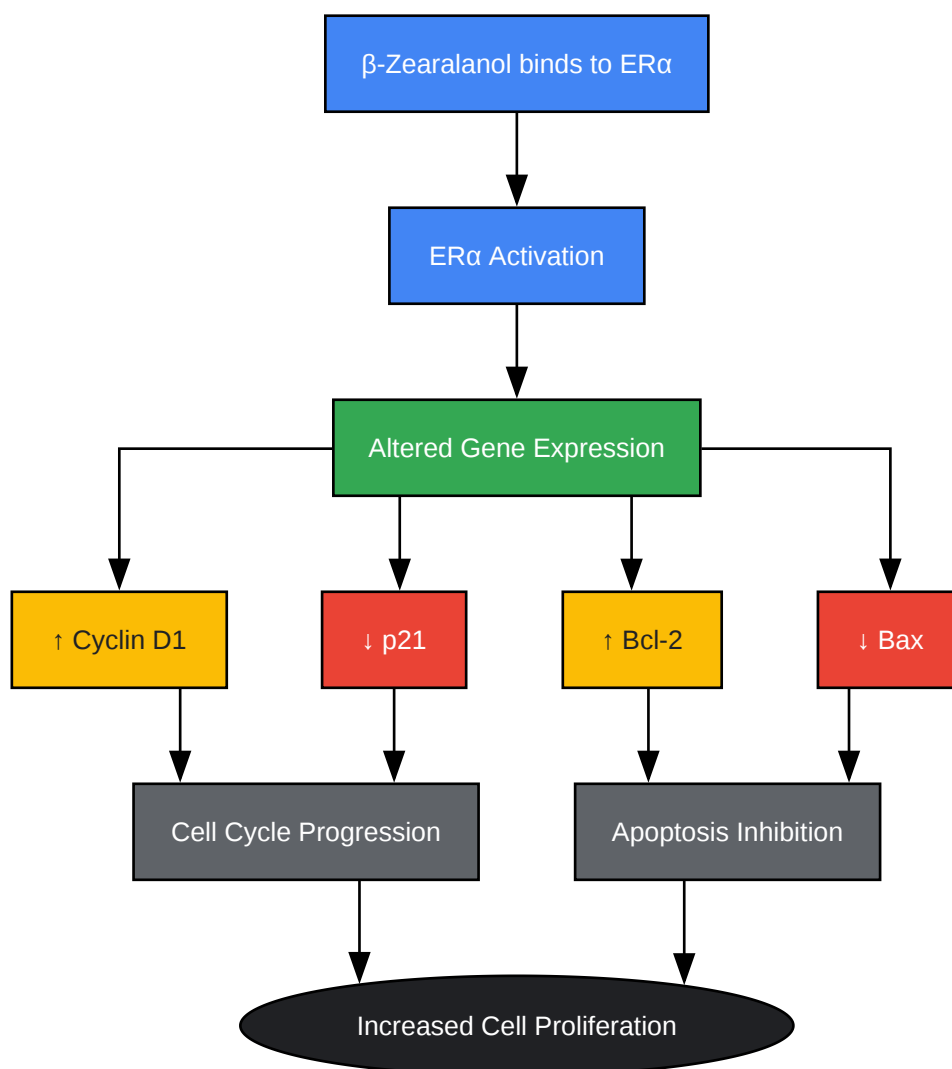 β-Zearalanol binds to ERα
ERα Activation
Altered Gene Expression
↑ Cyclin D1
↓ p21
↑ Bcl-2
↓ Bax
Cell Cycle Progression
Apoptosis Inhibition
Increased Cell Proliferation